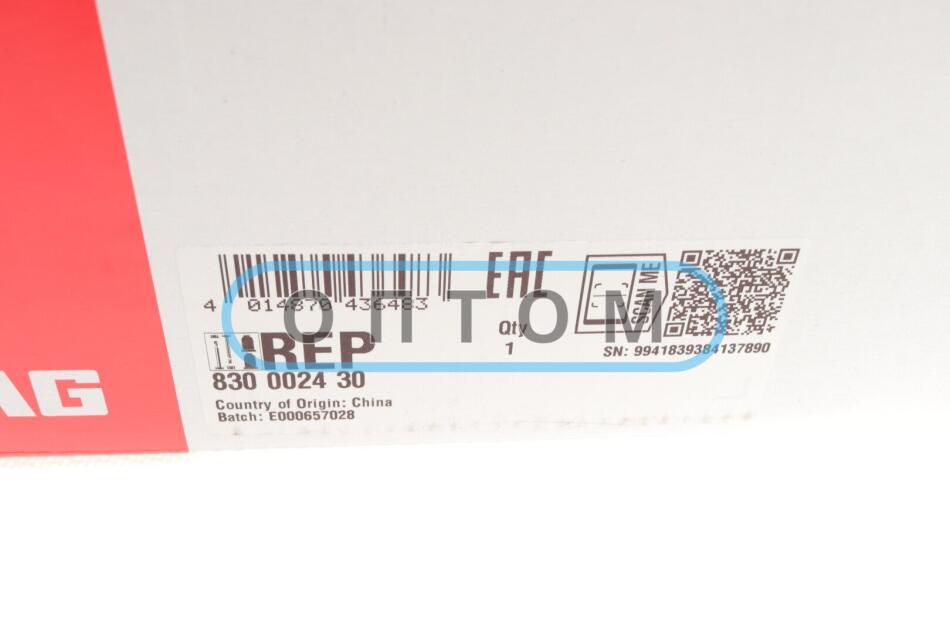 EAC
SCAN ME
4 014870 436483
ОПТОМ
Qty
1
SN: 9941839384137890
REP
830 0024 30
Country of Origin: China
Batch: E000657028
AG